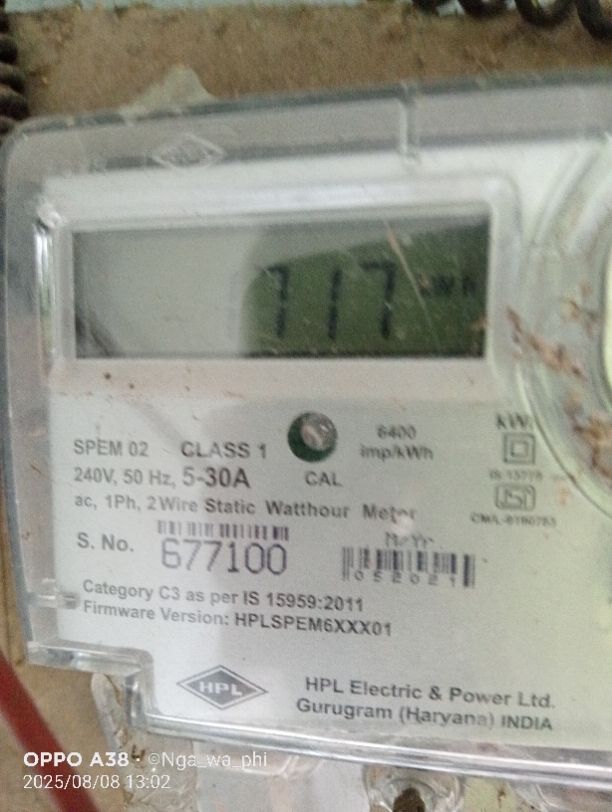 HPL
717 kWh
SPEM 02 CLASS 1
6400
imp/kWh
240V, 50 Hz, 5-30A
CAL
ac, 1Ph, 2Wire Static Watthour Meter
S. No. 677100
M/Yr
052021
Category C3 as per IS 15959:2011
Firmware Version: HPLSPEM6XXX01
HPL
HPL Electric & Power Ltd.
Gurugram (Haryana) INDIA
OPPO A38 · @Nga_wa_phi
2025/08/08 13:02